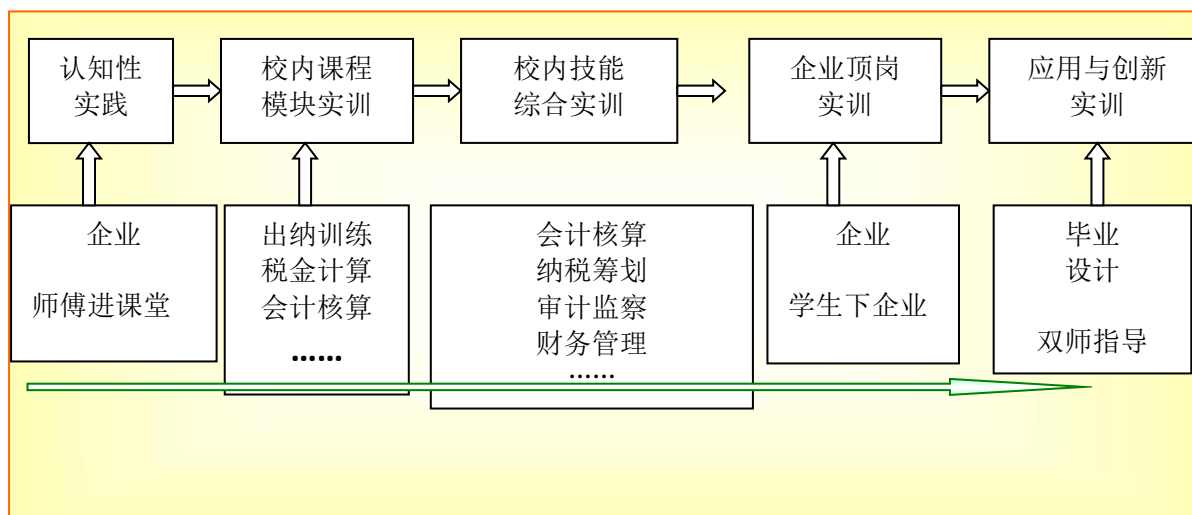 认知性
实践
校内课程
模块实训
校内技能
综合实训
企业顶岗
实训
应用与创新
实训
企业
师傅进课堂
出纳训练
税金计算
会计核算
……
会计核算
纳税筹划
审计监察
财务管理
……
企业
学生下企业
毕业
设计
双师指导